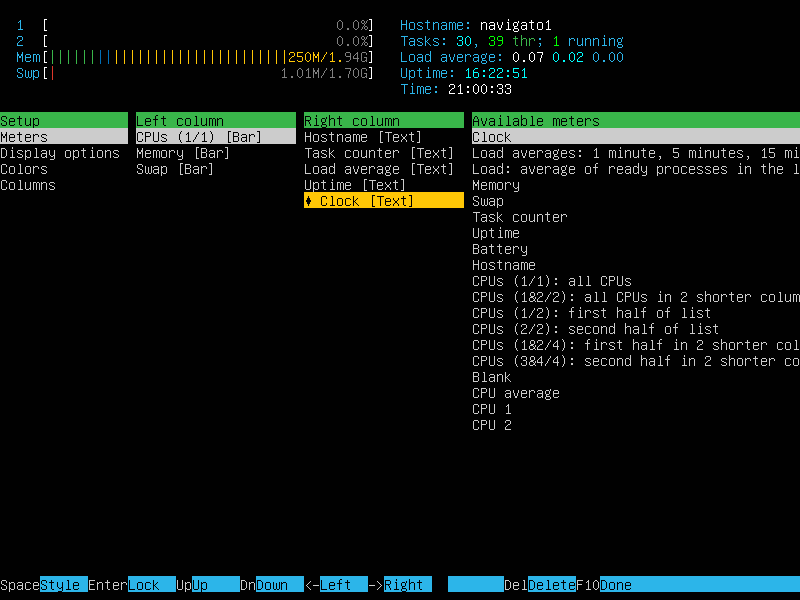 1 [ 0.0%] Hostname: navigato1
2 [ 0.0%] Tasks: 30, 39 thr; 1 running
Mem[||||||||||||||||||||||||||||||250M/1.94G] Load average: 0.07 0.02 0.00
Swp[| 1.01M/1.70G] Uptime: 16:22:51
Time: 21:00:33
Setup Left column Right column Available meters
Meters CPUs (1/1) [Bar] Hostname [Text] Clock
Display options Memory [Bar] Task counter [Text] Load averages: 1 minute, 5 minutes, 15 mi
Colors Swap [Bar] Load average [Text] Load: average of ready processes in the l
Columns Uptime [Text] Memory
♦ Clock [Text] Swap
Task counter
Uptime
Battery
Hostname
CPUs (1/1): all CPUs
CPUs (1&2/2): all CPUs in 2 shorter colum
CPUs (1/2): first half of list
CPUs (2/2): second half of list
CPUs (1&2/4): first half in 2 shorter col
CPUs (3&4/4): second half in 2 shorter co
Blank
CPU average
CPU 1
CPU 2
SpaceStyle EnterLock UpUp DnDown <-Left ->Right DelDeleteF10Done